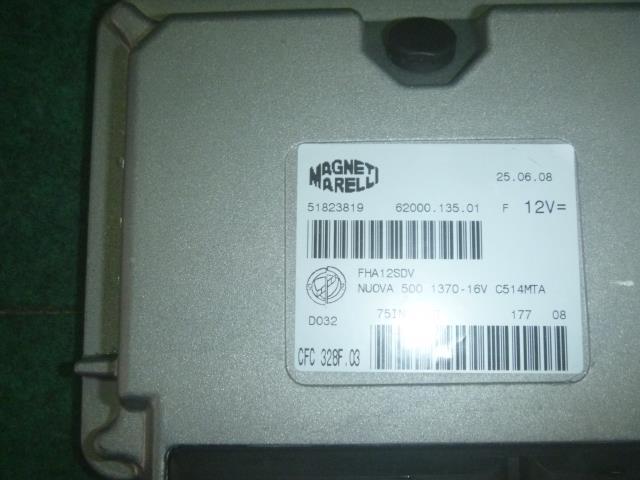 MAGNETI MARELLI
25.06.08
51823819 62000.135.01 F 12V=
FHA12SDV
NUOVA 500 1370-16V C514MTA
D032 177 08
CFC 328F.03